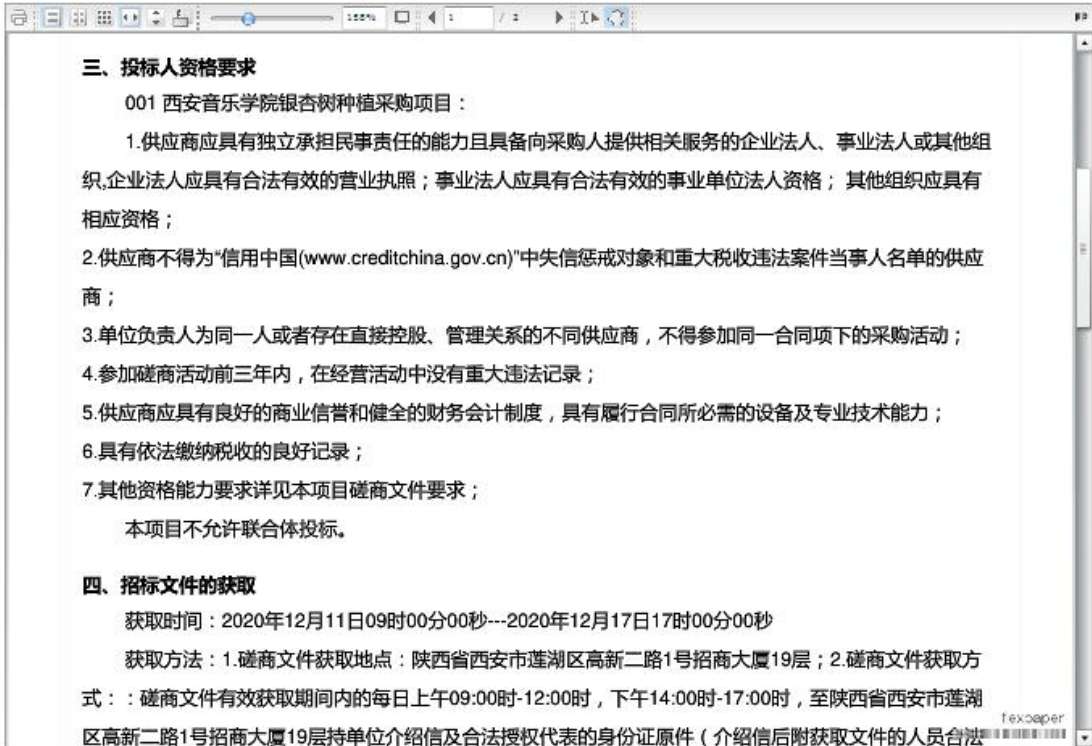 155%
1 / 2
三、投标人资格要求
001 西安音乐学院银杏树种植采购项目：
1.供应商应具有独立承担民事责任的能力且具备向采购人提供相关服务的企业法人、事业法人或其他组
织,企业法人应具有合法有效的营业执照；事业法人应具有合法有效的事业单位法人资格； 其他组织应具有
相应资格；
2.供应商不得为“信用中国(www.creditchina.gov.cn)”中失信惩戒对象和重大税收违法案件当事人名单的供应
商；
3.单位负责人为同一人或者存在直接控股、管理关系的不同供应商，不得参加同一合同项下的采购活动；
4.参加磋商活动前三年内，在经营活动中没有重大违法记录；
5.供应商应具有良好的商业信誉和健全的财务会计制度，具有履行合同所必需的设备及专业技术能力；
6.具有依法缴纳税收的良好记录；
7.其他资格能力要求详见本项目磋商文件要求；
本项目不允许联合体投标。
四、招标文件的获取
获取时间：2020年12月11日09时00分00秒---2020年12月17日17时00分00秒
获取方法：1.磋商文件获取地点：陕西省西安市莲湖区高新二路1号招商大厦19层；2.磋商文件获取方
式：：磋商文件有效获取期间内的每日上午09:00时-12:00时，下午14:00时-17:00时，至陕西省西安市莲湖
区高新二路1号招商大厦19层持单位介绍信及合法授权代表的身份证原件（介绍信后附获取文件的人员合法